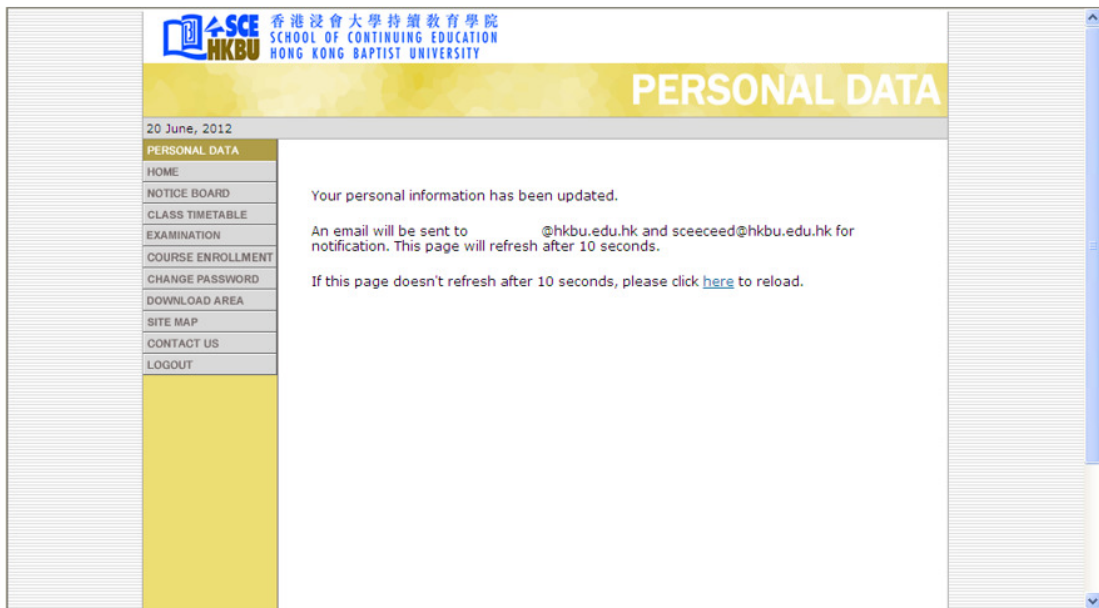 SCE
HKBU
香港浸會大學持續教育學院
SCHOOL OF CONTINUING EDUCATION
HONG KONG BAPTIST UNIVERSITY
PERSONAL DATA
20 June, 2012
PERSONAL DATA
HOME
NOTICE BOARD
CLASS TIMETABLE
EXAMINATION
COURSE ENROLLMENT
CHANGE PASSWORD
DOWNLOAD AREA
SITE MAP
CONTACT US
LOGOUT
Your personal information has been updated.
An email will be sent to @hkbu.edu.hk and sceeceed@hkbu.edu.hk for
notification. This page will refresh after 10 seconds.
If this page doesn't refresh after 10 seconds, please click here to reload.